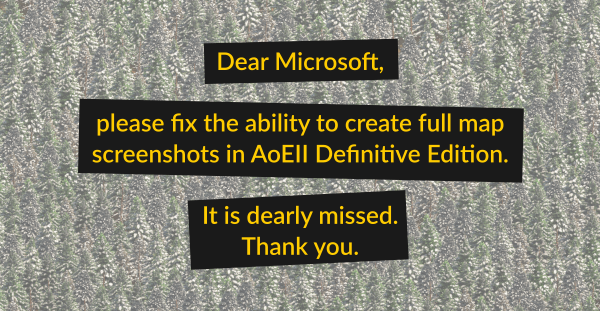 Dear Microsoft,
please fix the ability to create full map
screenshots in AoEII Definitive Edition.
It is dearly missed.
Thank you.